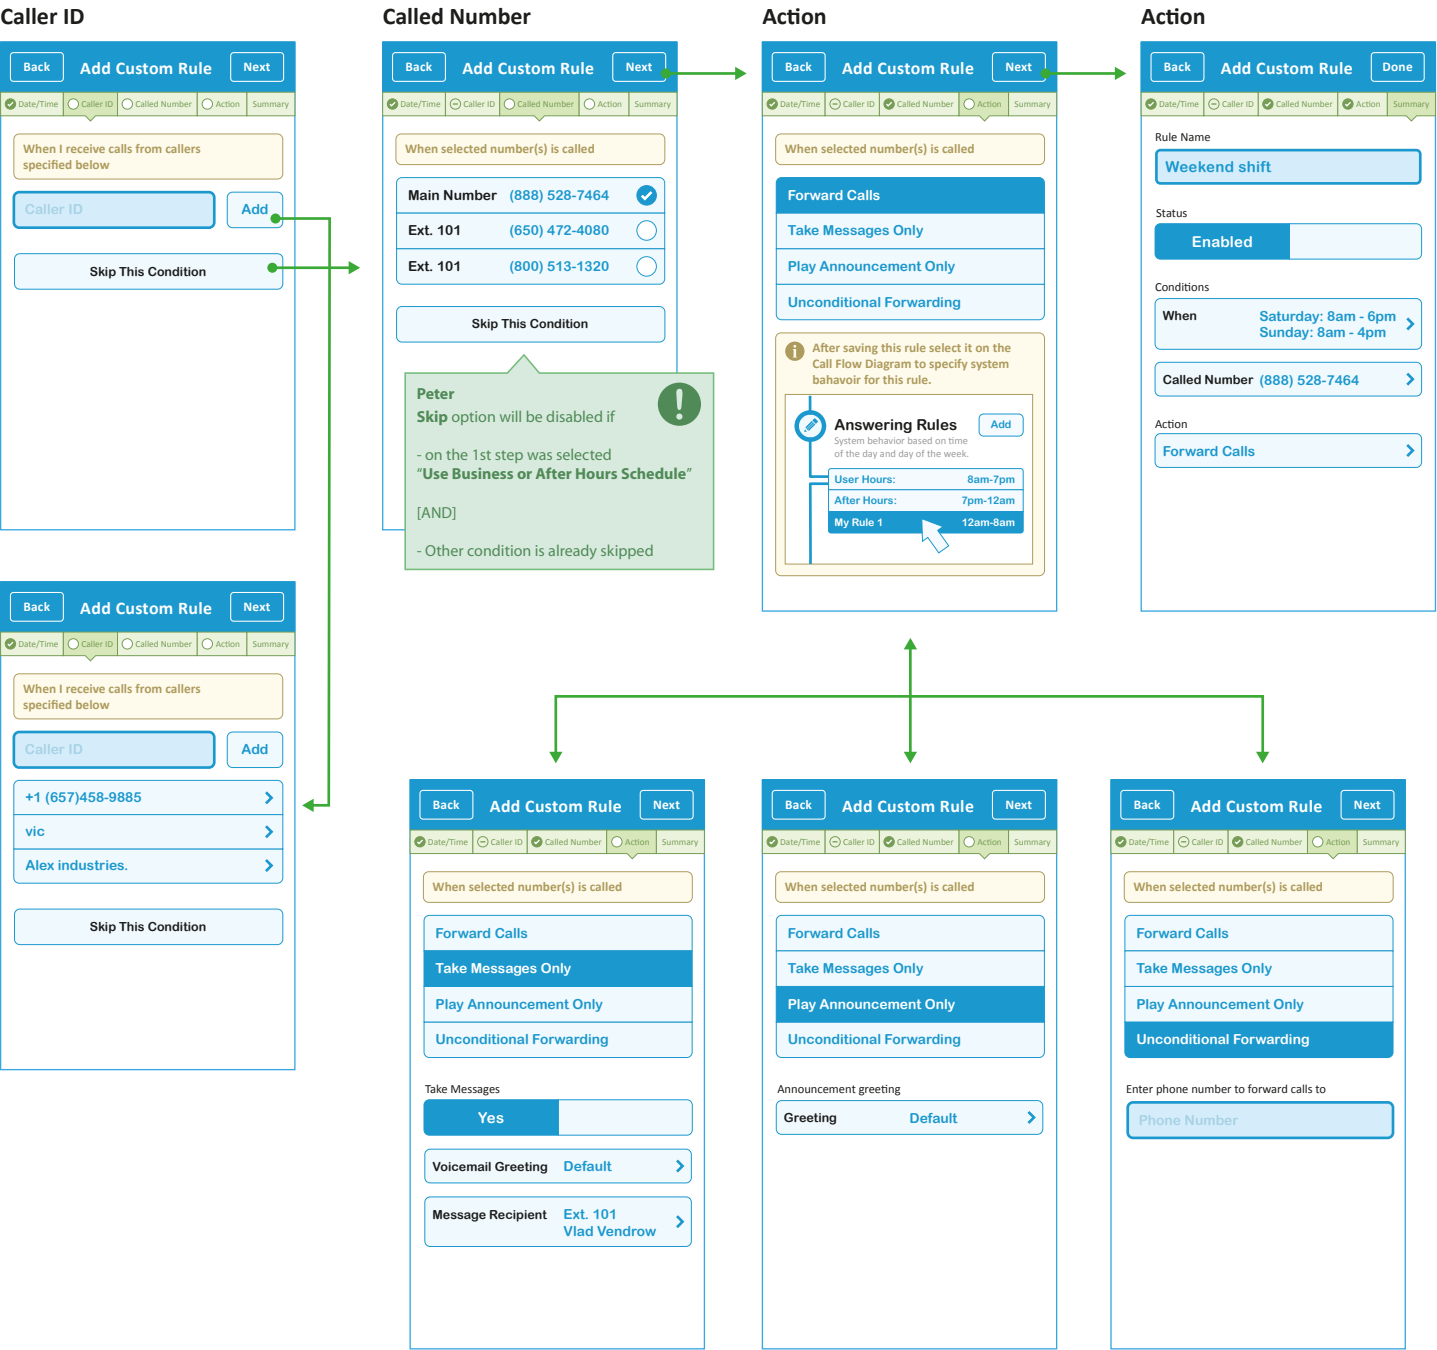 Caller ID
Back
Add Custom Rule
Next
Date/Time
Caller ID
Called Number
Action
Summary
When I receive calls from callers
specified below
Caller ID
Add
Skip This Condition
Called Number
Back
Add Custom Rule
Next
Date/Time
Caller ID
Called Number
Action
Summary
When selected number(s) is called
Main Number (888) 528-7464
Ext. 101 (650) 472-4080
Ext. 101 (800) 513-1320
Skip This Condition
Peter
Skip option will be disabled if
- on the 1st step was selected
“Use Business or After Hours Schedule”
[AND]
- Other condition is already skipped
Action
Back
Add Custom Rule
Next
Date/Time
Caller ID
Called Number
Action
Summary
When selected number(s) is called
Forward Calls
Take Messages Only
Play Announcement Only
Unconditional Forwarding
After saving this rule select it on the
Call Flow Diagram to specify system
bahavoir for this rule.
Answering Rules
Add
System behavior based on time
of the day and day of the week.
User Hours: 8am-7pm
After Hours: 7pm-12am
My Rule 1 12am-8am
Action
Back
Add Custom Rule
Done
Date/Time
Caller ID
Called Number
Action
Summary
Rule Name
Weekend shift
Status
Enabled
Conditions
When Saturday: 8am - 6pm
Sunday: 8am - 4pm
Called Number (888) 528-7464
Action
Forward Calls
Back
Add Custom Rule
Next
Date/Time
Caller ID
Called Number
Action
Summary
When I receive calls from callers
specified below
Caller ID
Add
+1 (657)458-9885
vic
Alex industries.
Skip This Condition
Back
Add Custom Rule
Next
Date/Time
Caller ID
Called Number
Action
Summary
When selected number(s) is called
Forward Calls
Take Messages Only
Play Announcement Only
Unconditional Forwarding
Take Messages
Yes
Voicemail Greeting Default
Message Recipient Ext. 101
Vlad Vendrow
Back
Add Custom Rule
Next
Date/Time
Caller ID
Called Number
Action
Summary
When selected number(s) is called
Forward Calls
Take Messages Only
Play Announcement Only
Unconditional Forwarding
Announcement greeting
Greeting Default
Back
Add Custom Rule
Next
Date/Time
Caller ID
Called Number
Action
Summary
When selected number(s) is called
Forward Calls
Take Messages Only
Play Announcement Only
Unconditional Forwarding
Enter phone number to forward calls to
Phone Number